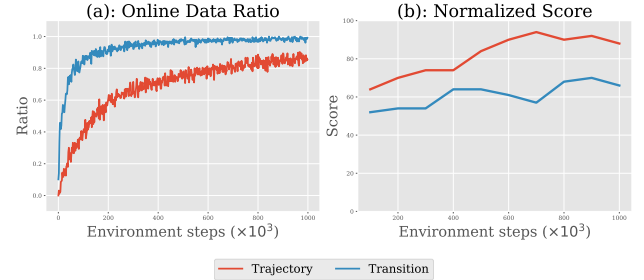 (a): Online Data Ratio
1.0
0.8
0.6
0.4
0.2
0.0
Ratio
0 200 400 600 800 1000
Environment steps (×10³)
(b): Normalized Score
100
80
60
40
20
0
Score
200 400 600 800 1000
Environment steps (×10³)
Trajectory Transition